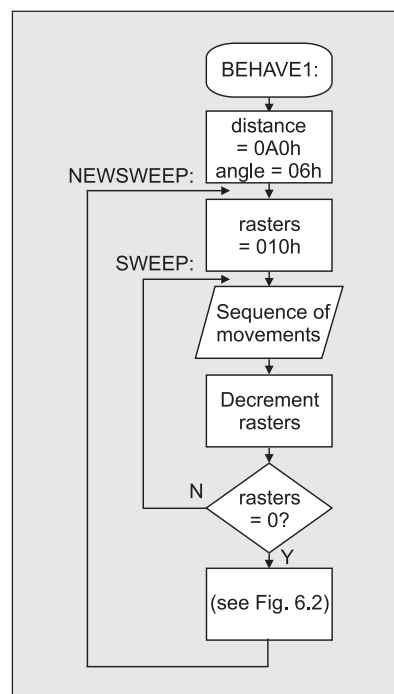 BEHAVE1:
distance
= 0A0h
angle = 06h
NEWSWEEP:
rasters
= 010h
SWEEP:
Sequence of
movements
Decrement
rasters
N
rasters
= 0?
Y
(see Fig. 6.2)